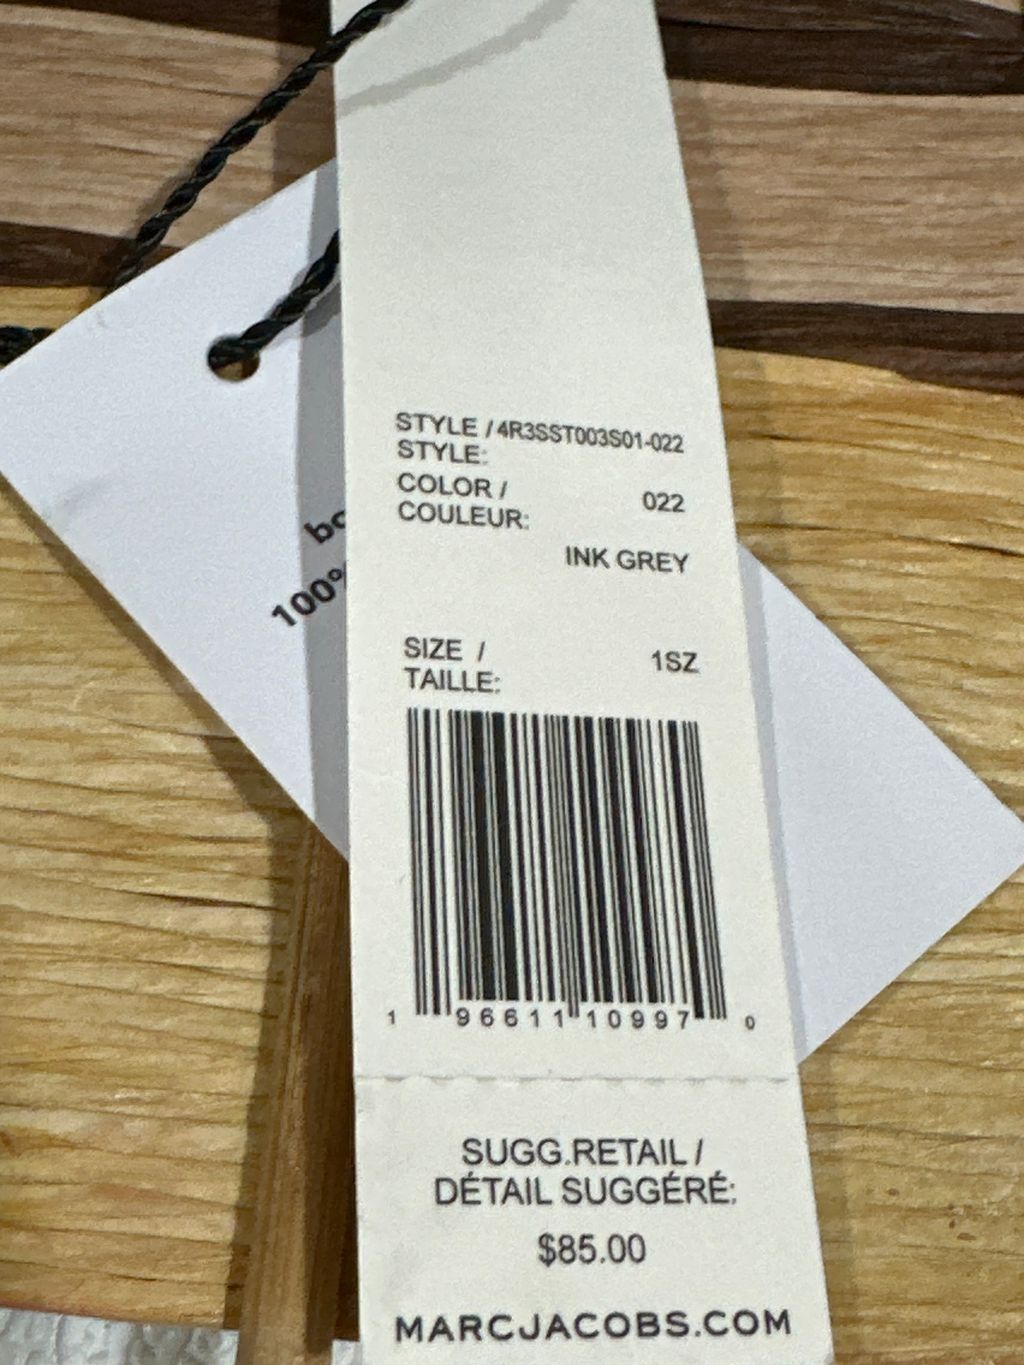 STYLE / 4R3SST003S01-022
STYLE:
COLOR / 022
COULEUR:
INK GREY
SIZE / 1SZ
TAILLE:
1 96611 10997 0
SUGG.RETAIL /
DÉTAIL SUGGÉRÉ:
$85.00
MARCJACOBS.COM
100%